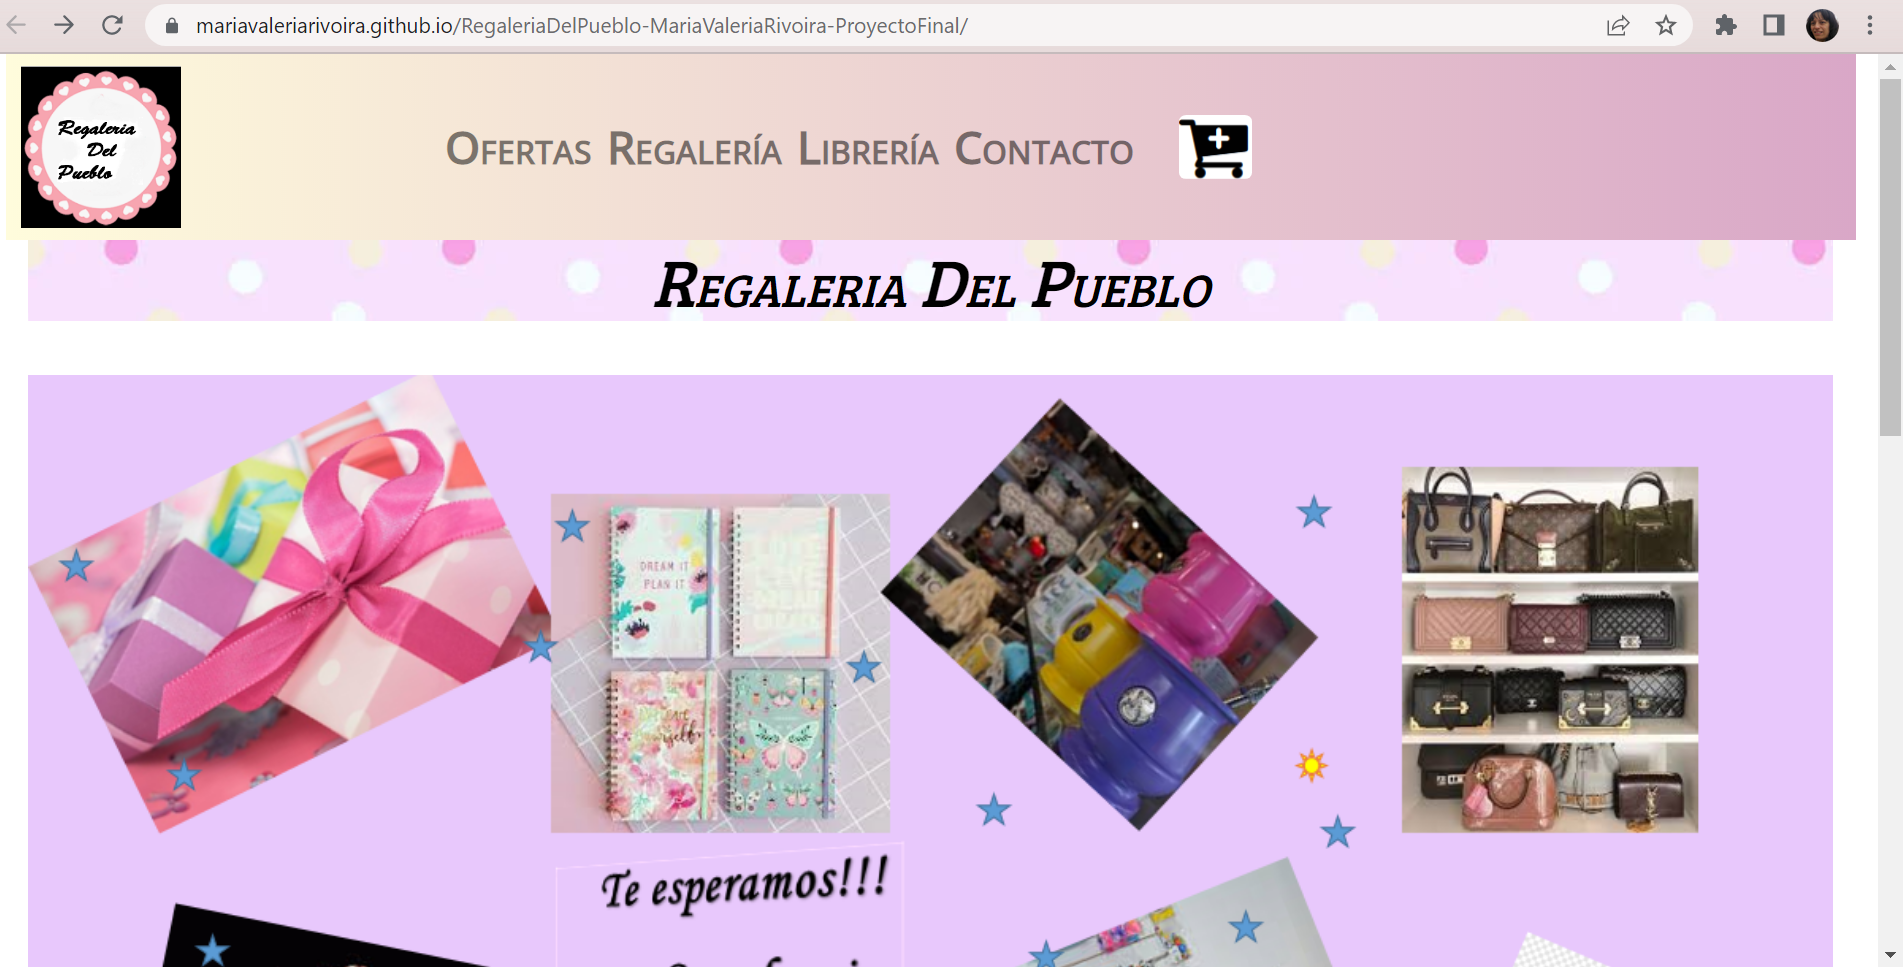 mariavaleriarivoira.github.io/RegaleriaDelPueblo-MariaValeriaRivoira-ProyectoFinal/
Regaleria
Del
Pueblo
Ofertas Regalería Librería Contacto
Regaleria Del Pueblo
DREAM IT
PLAN IT
Te esperamos!!!